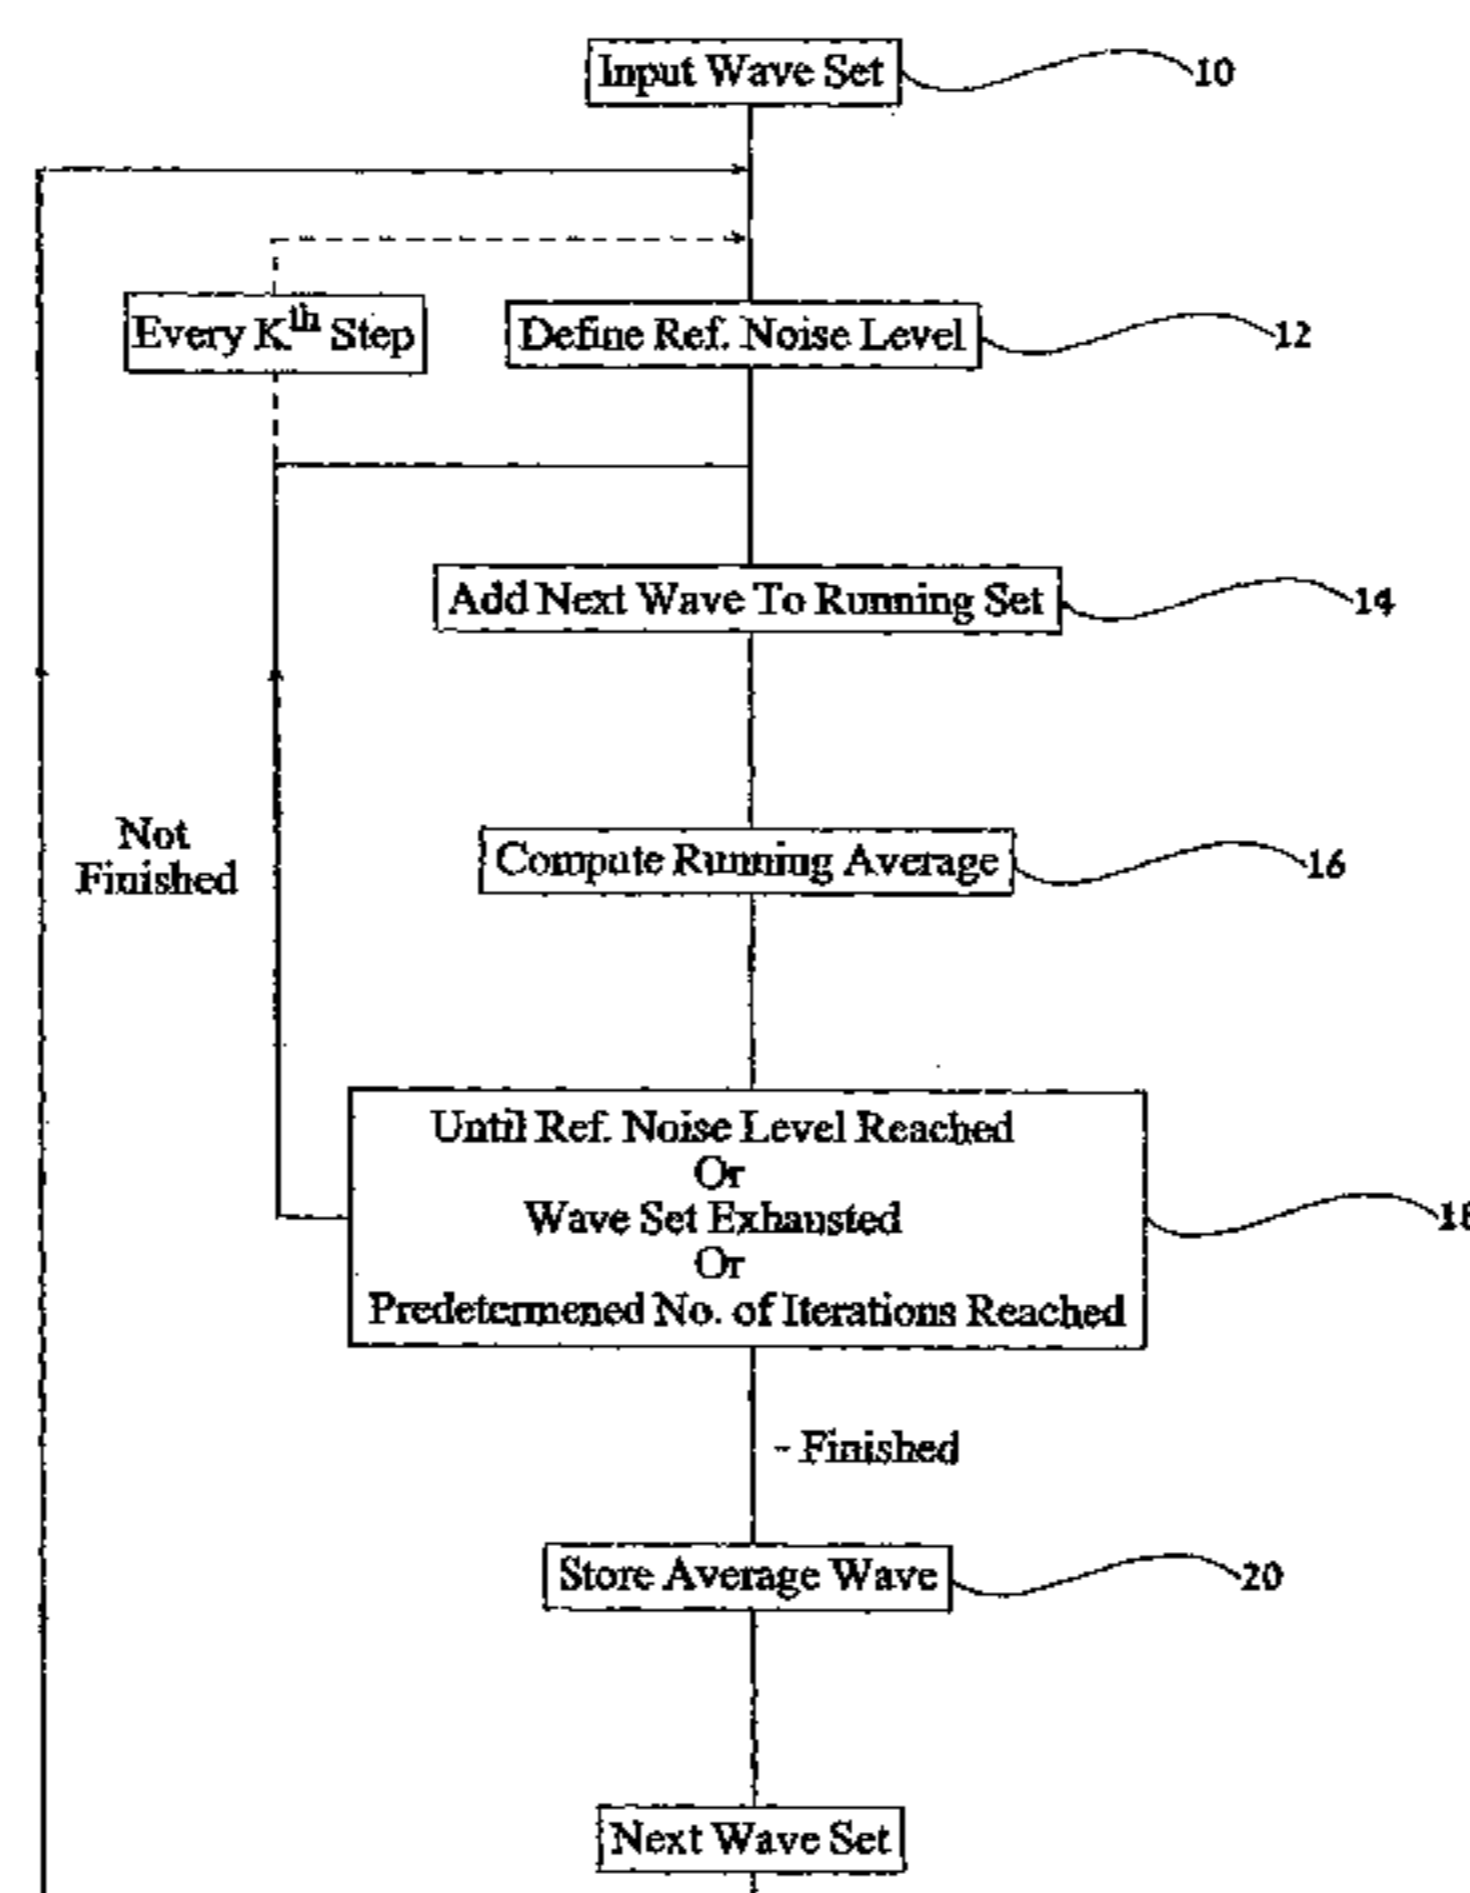 Input Wave Set
10
Every Kth Step
Define Ref. Noise Level
12
Add Next Wave To Running Set
14
Not
Finished
Compute Running Average
16
Until Ref. Noise Level Reached
Or
Wave Set Exhausted
Or
Predetermened No. of Iterations Reached
- Finished
Store Average Wave
20
Next Wave Set